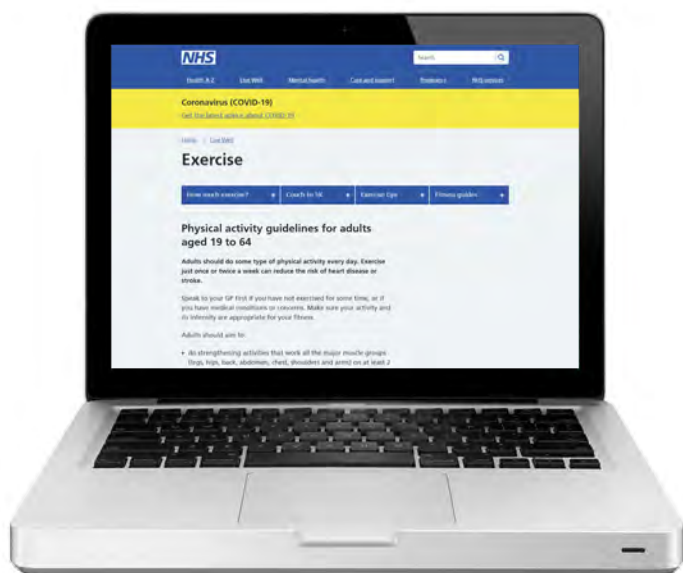 NHS
Search
Health A-Z Live Well Mental health Care and support Pregnancy NHS services
Coronavirus (COVID-19)
Get the latest advice about COVID-19
Home Live Well
Exercise
How much exercise? + Couch to 5K + Exercise tips + Fitness guides +
Physical activity guidelines for adults
aged 19 to 64
Adults should do some type of physical activity every day. Exercise
just once or twice a week can reduce the risk of heart disease or
stroke.
Speak to your GP first if you have not exercised for some time, or if
you have medical conditions or concerns. Make sure your activity and
its intensity are appropriate for your fitness.
Adults should aim to:
• do strengthening activities that work all the major muscle groups
(legs, hips, back, abdomen, chest, shoulders and arms) on at least 2